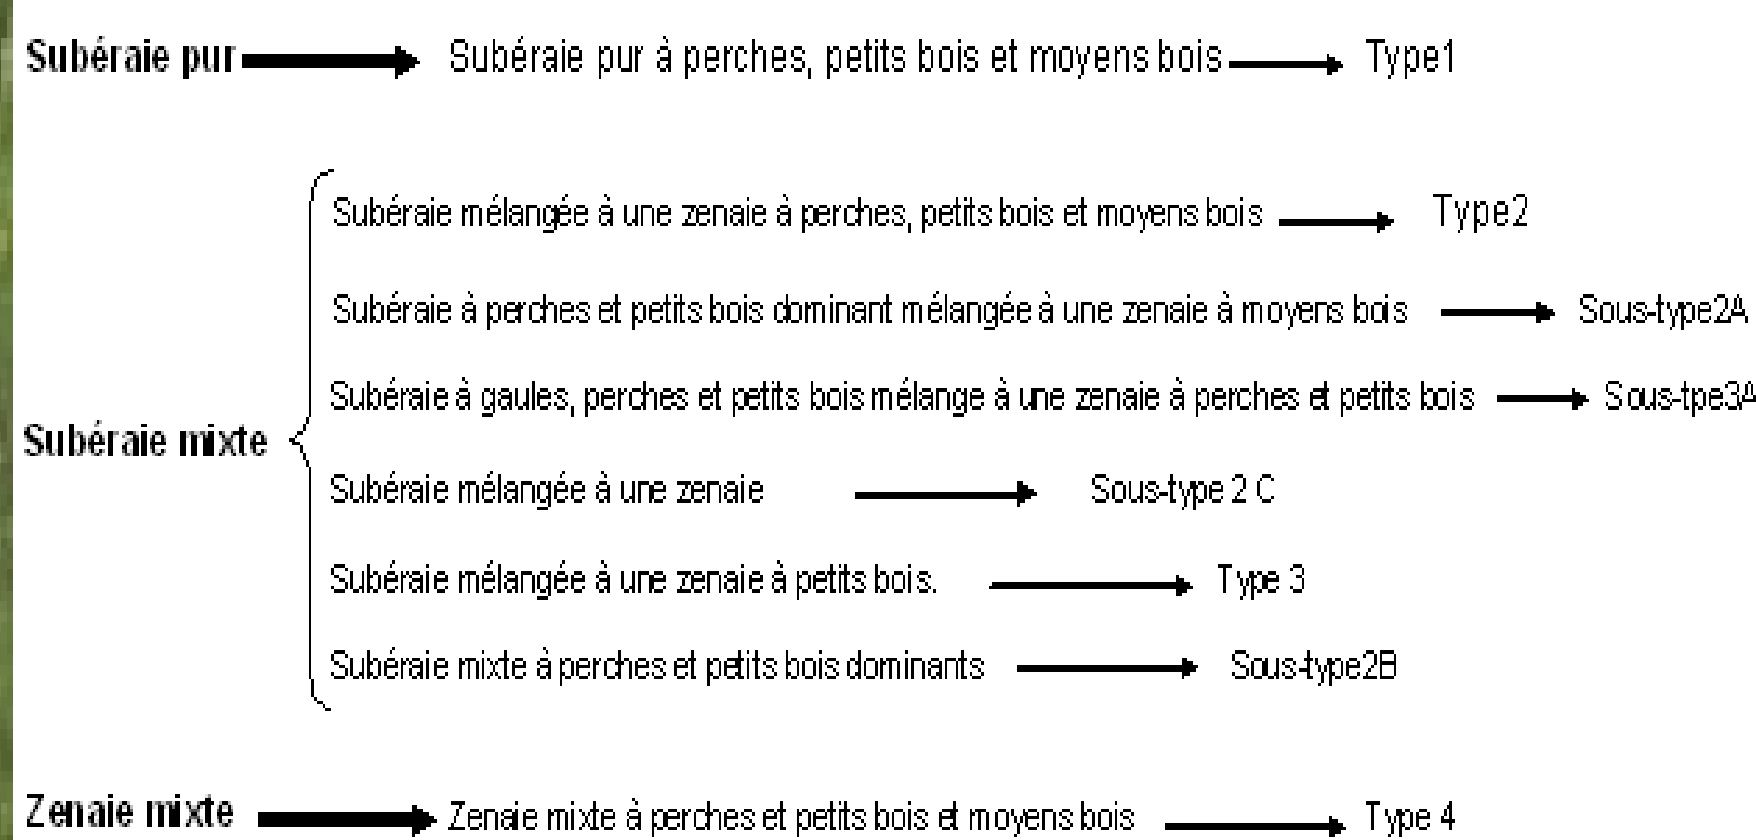 Subéraie pur Subéraie pur à perches, petits bois et moyens bois Type1
Subéraie mélangée à une zenaie à perches, petits bois et moyens bois Type2
Subéraie à perches et petits bois dominant mélangée à une zenaie à moyens bois Sous-type2A
Subéraie à gaules, perches et petits bois mélange à une zenaie à perches et petits bois Sous-tpe3A
Subéraie mixte
Subéraie mélangée à une zenaie Sous-type 2 C
Subéraie mélangée à une zenaie à petits bois. Type 3
Subéraie mixte à perches et petits bois dominants Sous-type2B
Zenaie mixte Zenaie mixte à perches et petits bois et moyens bois Type 4